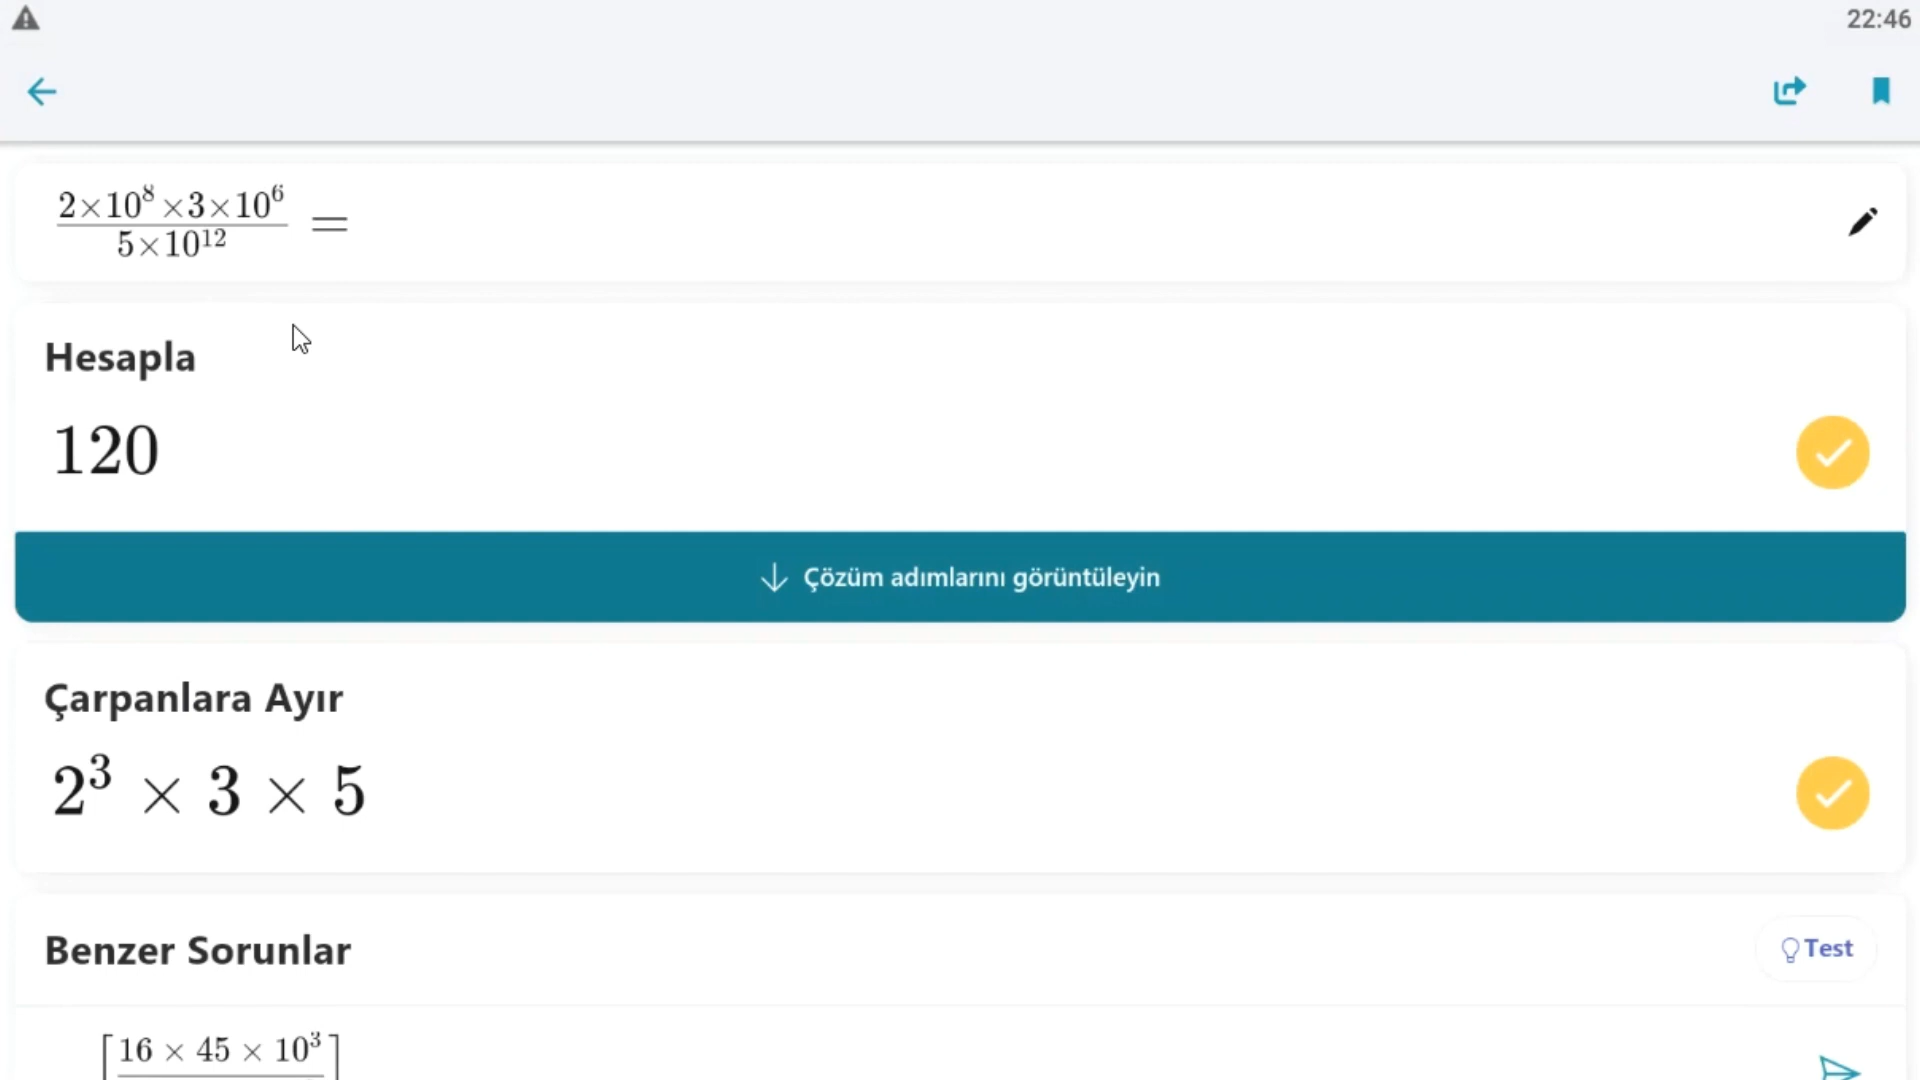 22:46
\frac{2×10^8×3×10^6}{5×10^{12}} =
Hesapla
120
↓ Çözüm adımlarını görüntüleyin
Çarpanlara Ayır
2^3 × 3 × 5
Benzer Sorunlar
Test
[16 × 45 × 10^3]